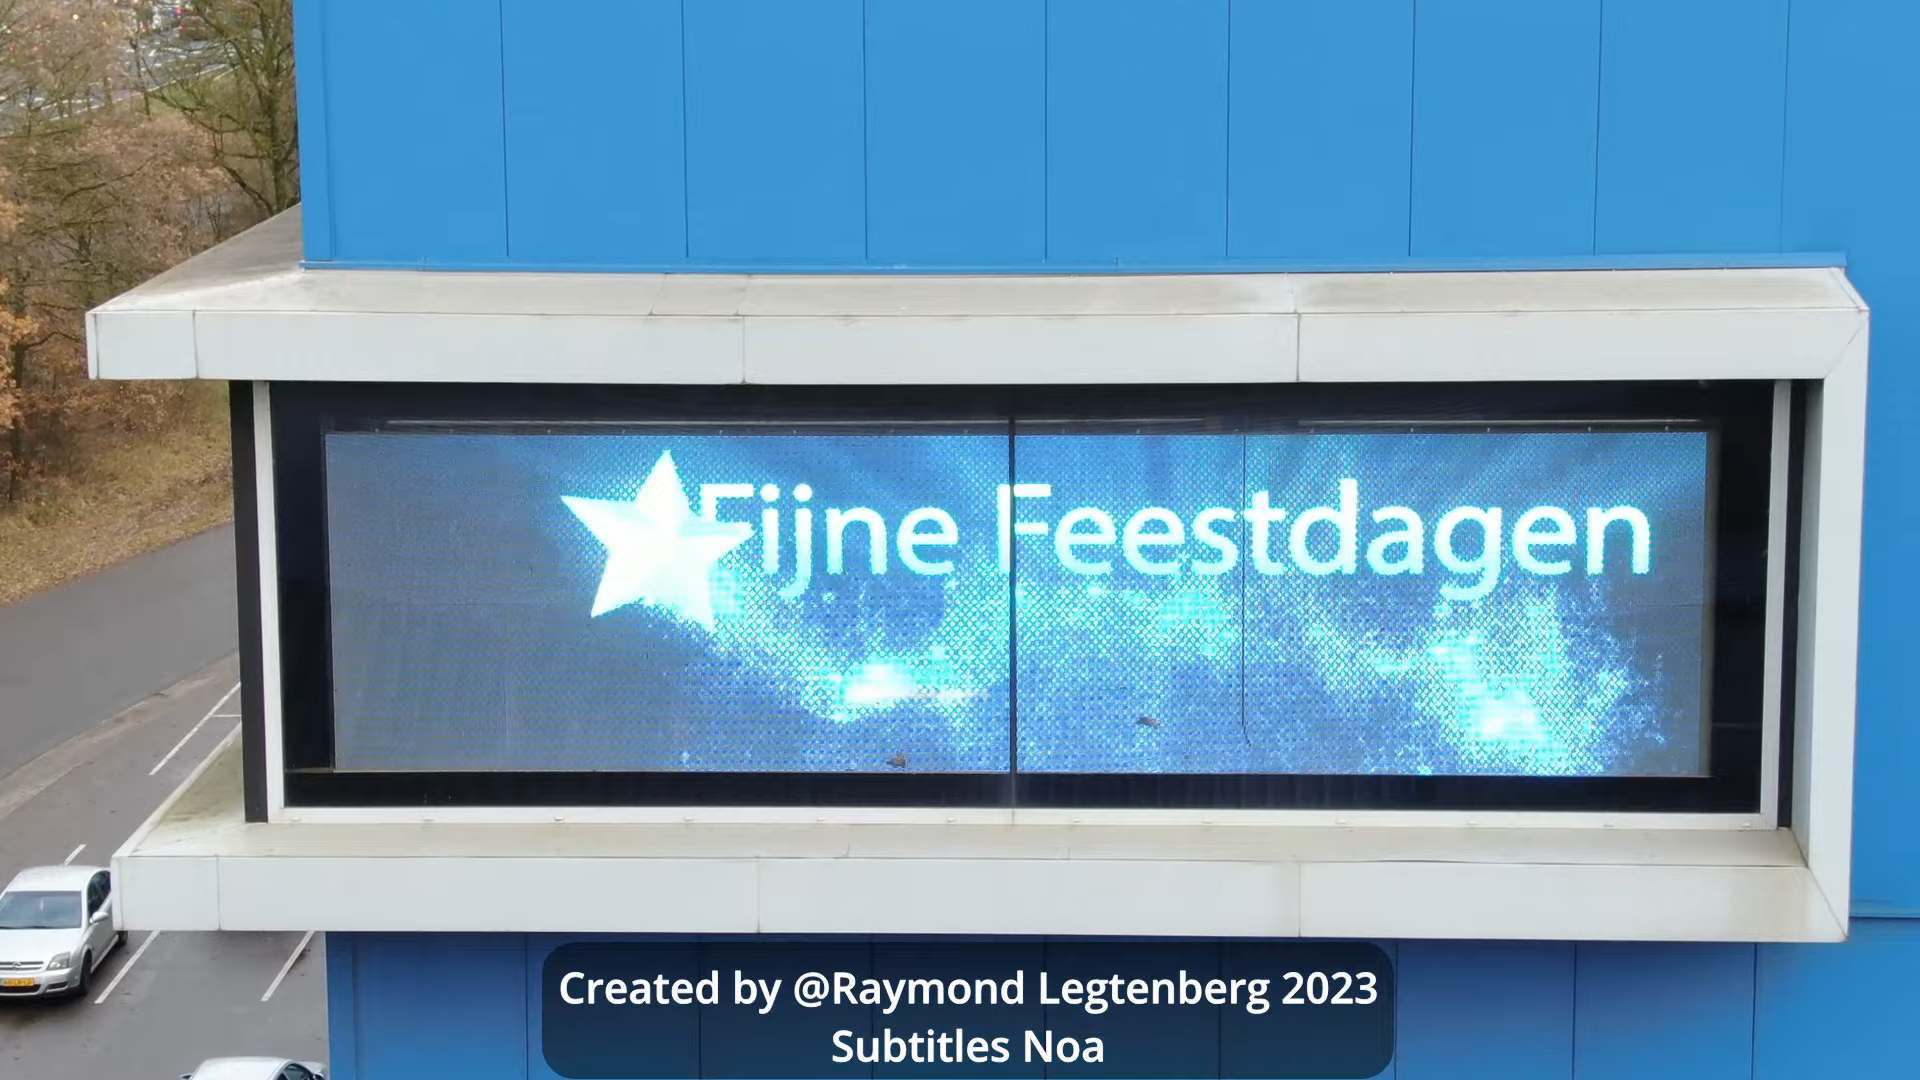 Fijne Feestdagen
Created by @Raymond Legtenberg 2023
Subtitles Noa